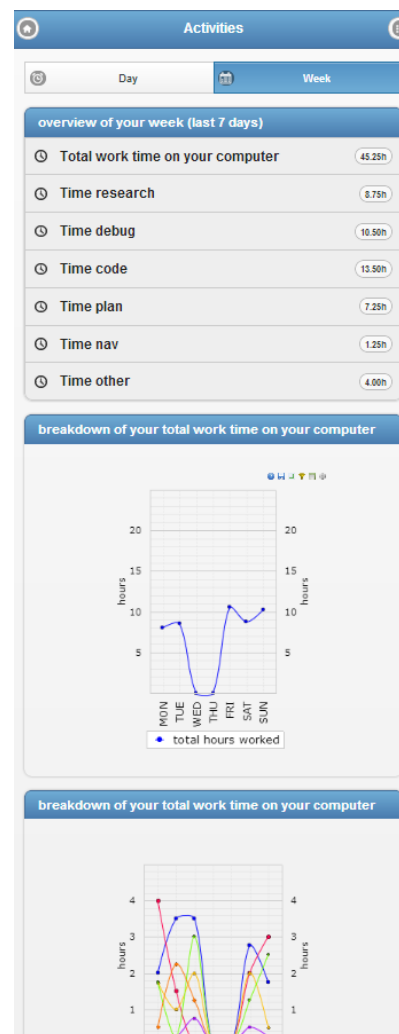 Activities
Day
Week
overview of your week (last 7 days)
Total work time on your computer 45.25h
Time research 8.75h
Time debug 10.50h
Time code 13.50h
Time plan 7.25h
Time nav 1.25h
Time other 4.00h
breakdown of your total work time on your computer
20 20
15 15
hours hours
10 10
5 5
MON TUE WED THU FRI SAT SUN
total hours worked
breakdown of your total work time on your computer
4 4
3 3
hours hours
2 2
1 1